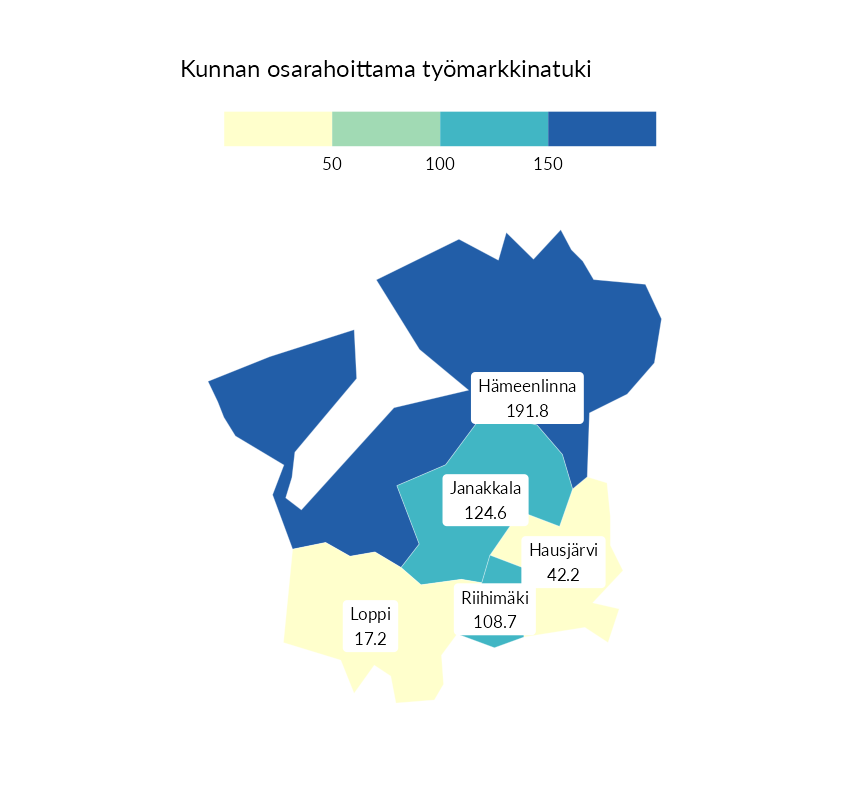 Kunnan osarahoittama työmarkkinatuki
50 100 150
Hämeenlinna
191.8
Janakkala
124.6
Hausjärvi
42.2
Riihimäki
108.7
Loppi
17.2